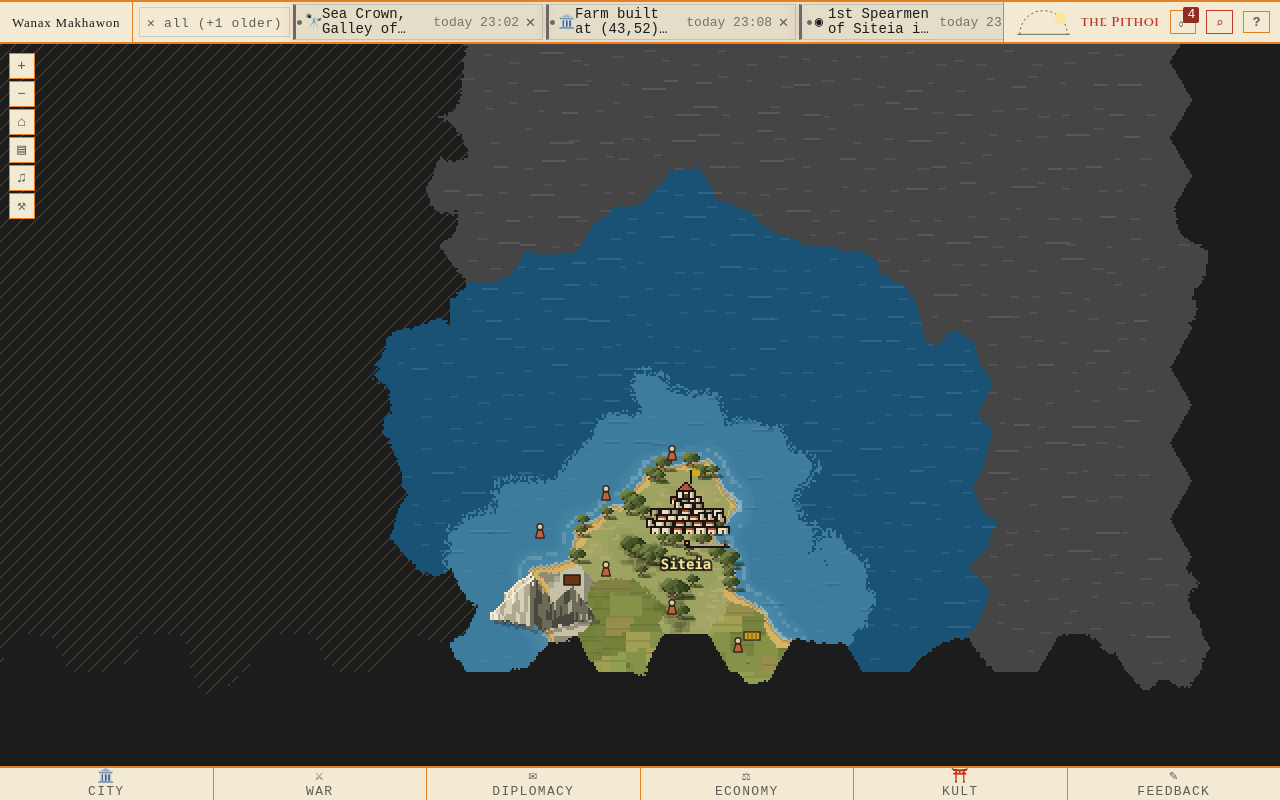 Wanax Makhawon
× all (+1 older)
Sea Crown,
Galley of…
today 23:02 ×
Farm built
at (43,52)…
today 23:08 ×
1st Spearmen
of Siteia i…
today 23
THE PITHOI
4
?
Siteia
CITY
WAR
DIPLOMACY
ECONOMY
KULT
FEEDBACK